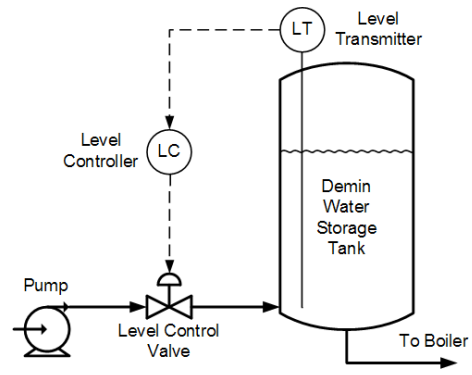 LT
Level
Transmitter
Level
Controller
LC
Demin
Water
Storage
Tank
Pump
Level Control
Valve
To Boiler